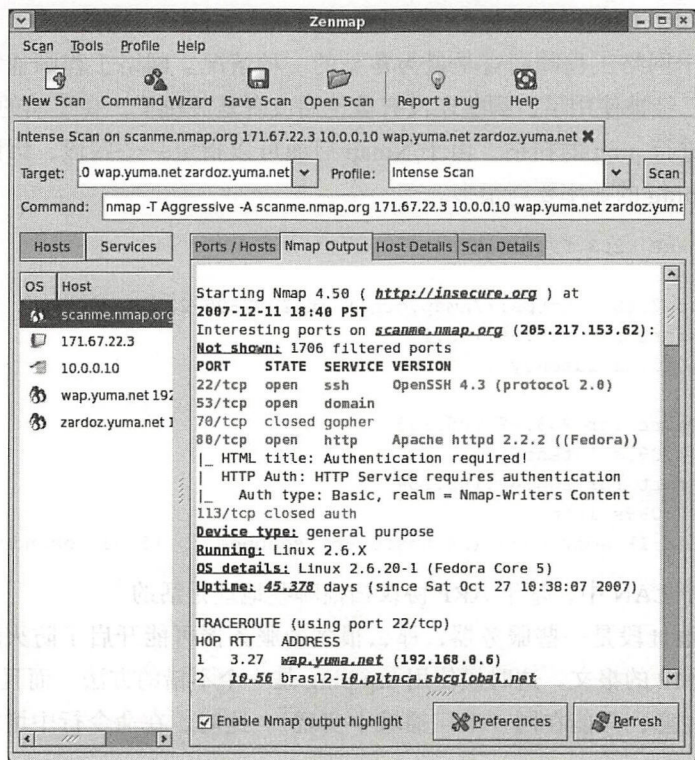 Zenmap
Scan Tools Profile Help
New Scan Command Wizard Save Scan Open Scan Report a bug Help
Intense Scan on scanme.nmap.org 171.67.22.3 10.0.0.10 wap.yuma.net zardoz.yuma.net
Target: .0 wap.yuma.net zardoz.yuma.net Profile: Intense Scan Scan
Command: nmap -T Aggressive -A scanme.nmap.org 171.67.22.3 10.0.0.10 wap.yuma.net zardoz.yuma
Hosts Services Ports / Hosts Nmap Output Host Details Scan Details
OS Host
scanme.nmap.org
171.67.22.3
10.0.0.10
wap.yuma.net 192
zardoz.yuma.net 1
Starting Nmap 4.50 ( http://insecure.org ) at
2007-12-11 18:40 PST
Interesting ports on scanme.nmap.org (205.217.153.62):
Not shown: 1706 filtered ports
PORT STATE SERVICE VERSION
22/tcp open ssh OpenSSH 4.3 (protocol 2.0)
53/tcp open domain
70/tcp closed gopher
80/tcp open http Apache httpd 2.2.2 ((Fedora))
|_ HTML title: Authentication required!
| HTTP Auth: HTTP Service requires authentication
|_ Auth type: Basic, realm = Nmap-Writers Content
113/tcp closed auth
Device type: general purpose
Running: Linux 2.6.X
OS details: Linux 2.6.20-1 (Fedora Core 5)
Uptime: 45.378 days (since Sat Oct 27 10:38:07 2007)
TRACEROUTE (using port 22/tcp)
HOP RTT ADDRESS
1 3.27 wap.yuma.net (192.168.0.6)
2 10.56 bras12-l0.pltnca.sbcglobal.net
Enable Nmap output highlight Preferences Refresh